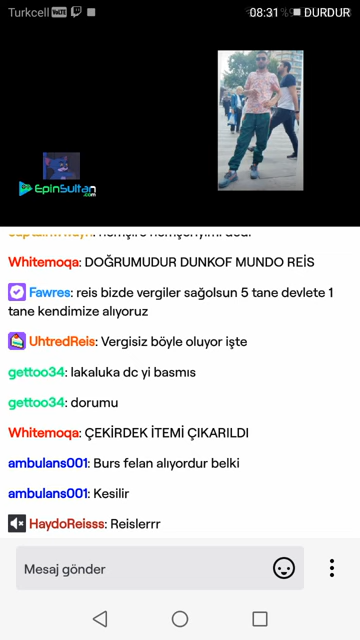 Turkcell VoLTE 08:31 DURDUR
EpinSultan
.com
Whitemoqa: DOĞRUMUDUR DUNKOF MUNDO REİS
Fawres: reis bizde vergiler sağolsun 5 tane devlete 1
tane kendimize alıyoruz
UhtredReis: Vergisiz böyle oluyor işte
gettoo34: lakaluka dc yi basmıs
gettoo34: dorumu
Whitemoqa: ÇEKİRDEK İTEMİ ÇIKARILDI
ambulans001: Burs felan alıyordur belki
ambulans001: Kesilir
HaydoReisss: Reislerrr
Mesaj gönder